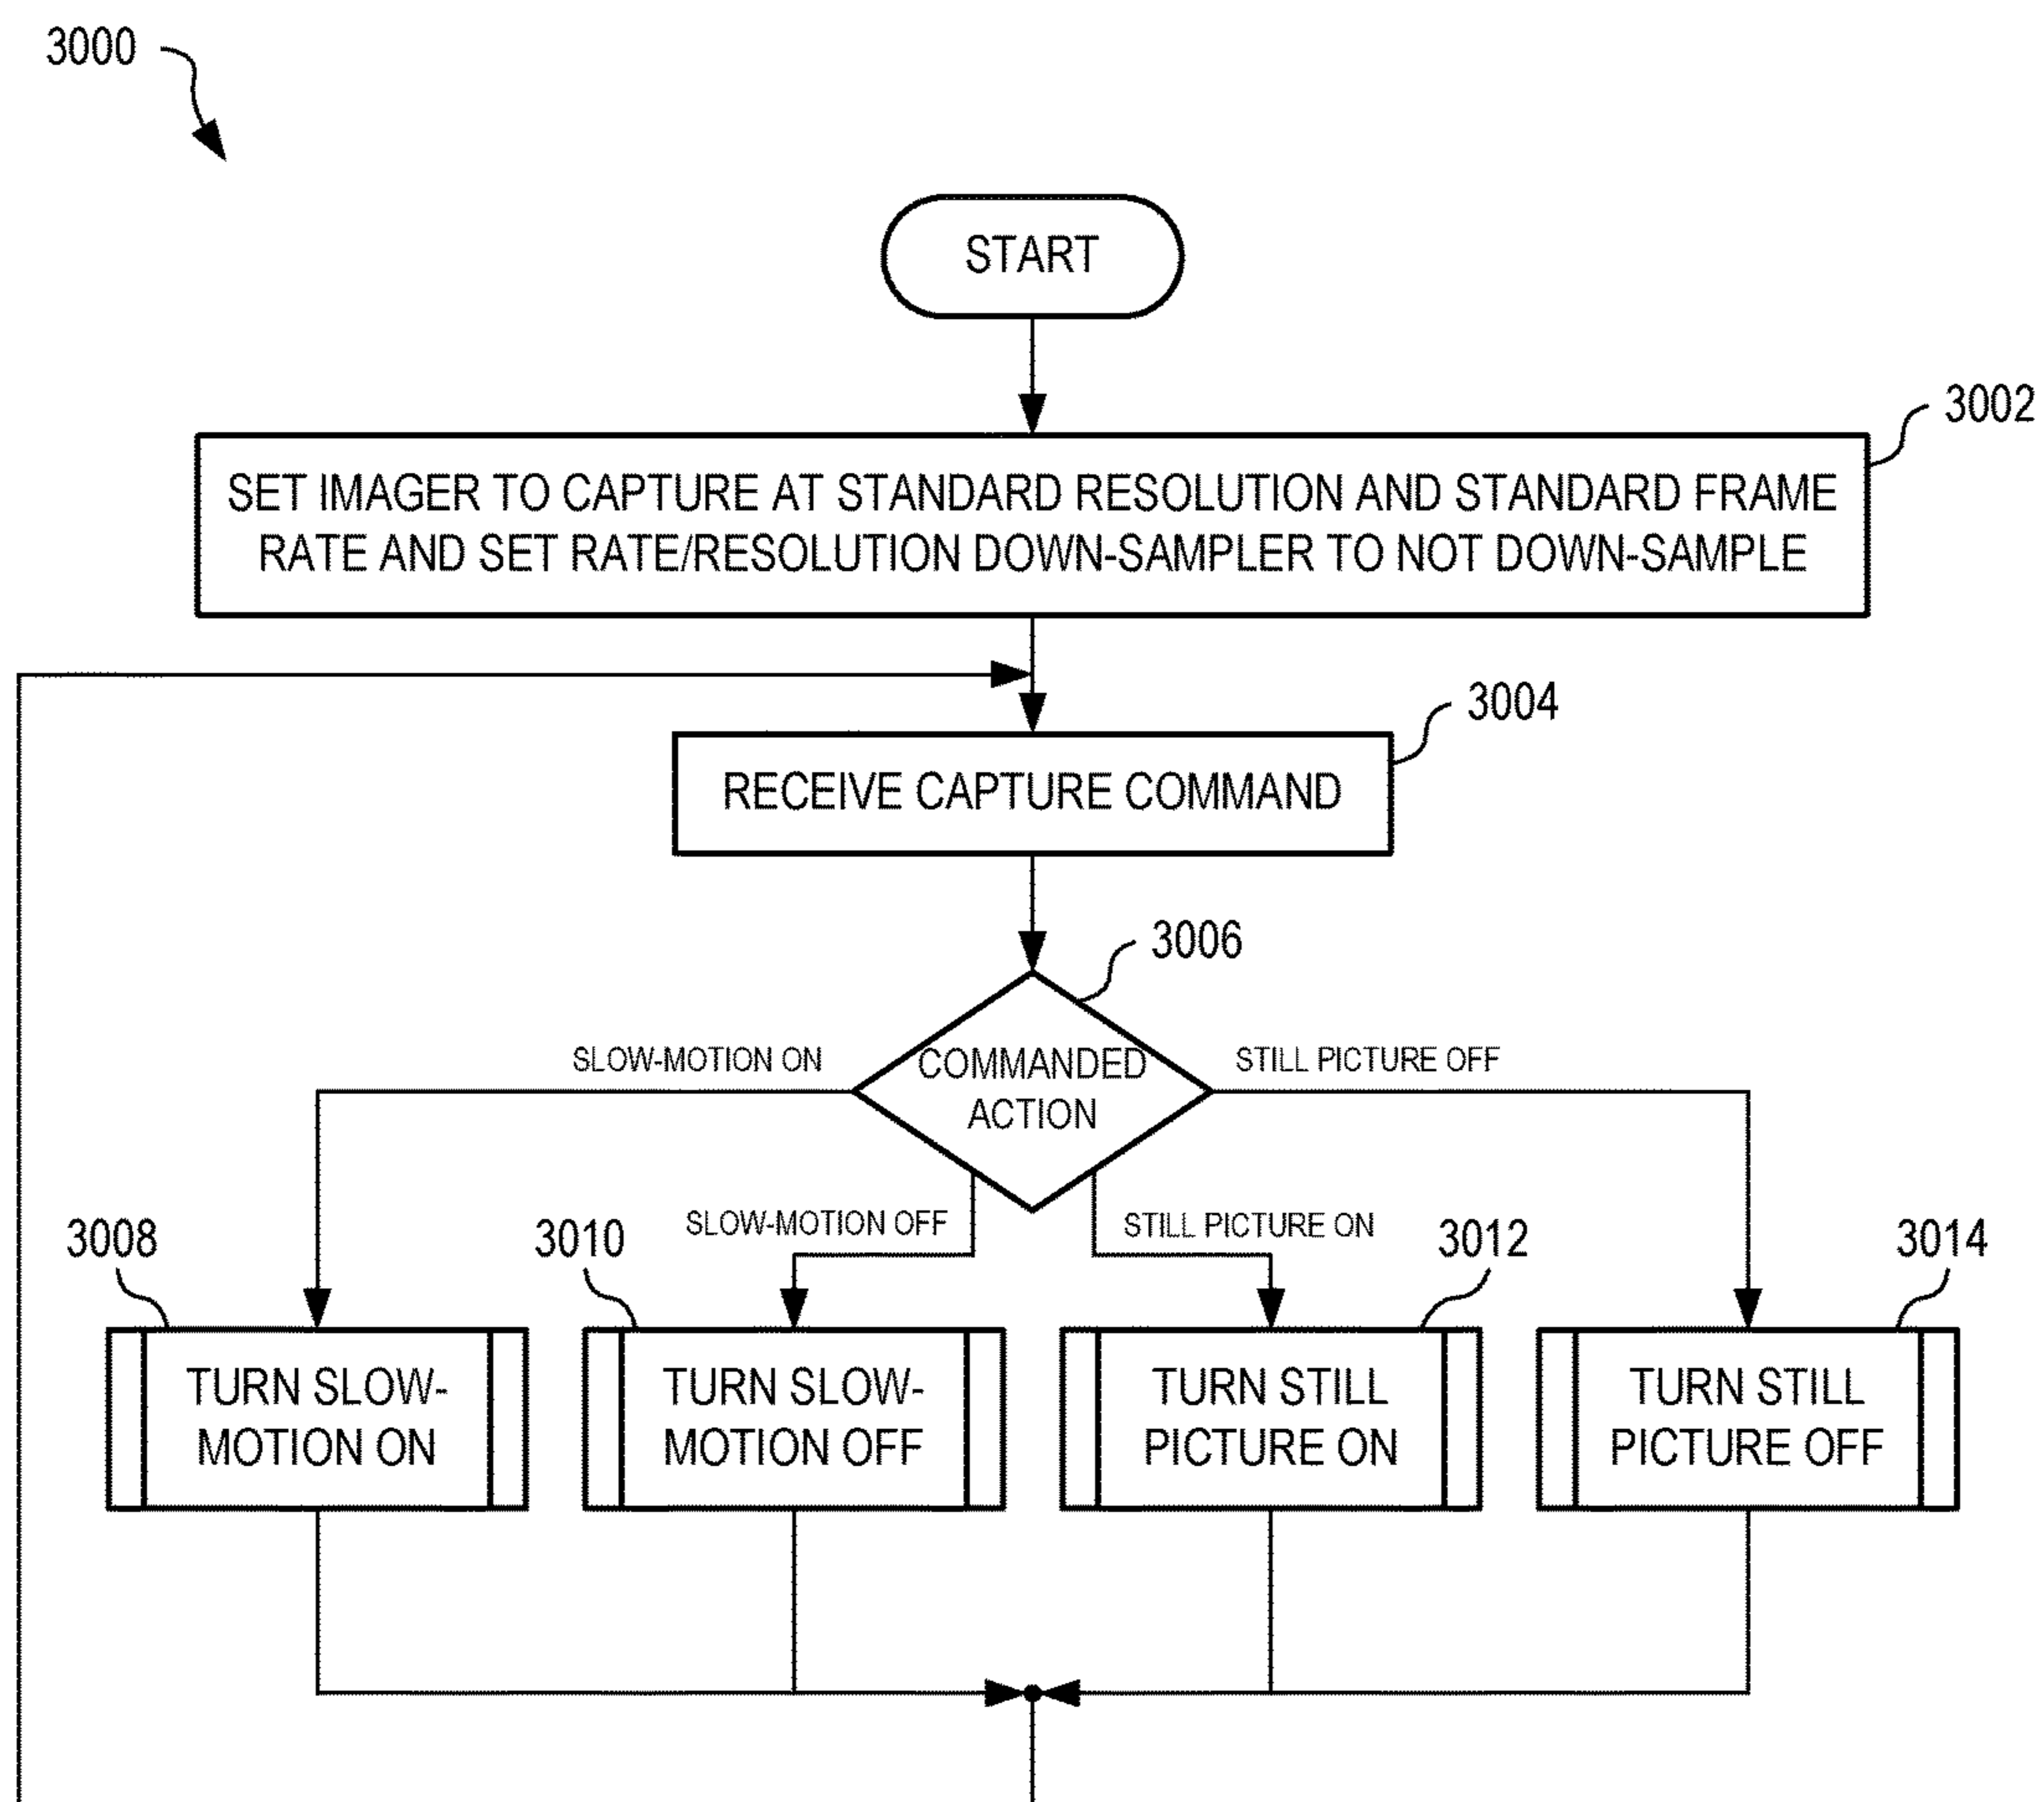 3000
START
3002
SET IMAGER TO CAPTURE AT STANDARD RESOLUTION AND STANDARD FRAME
RATE AND SET RATE/RESOLUTION DOWN-SAMPLER TO NOT DOWN-SAMPLE
3004
RECEIVE CAPTURE COMMAND
3006
COMMANDED
ACTION
SLOW-MOTION ON
STILL PICTURE OFF
SLOW-MOTION OFF
STILL PICTURE ON
3008
3010
3012
3014
TURN SLOW-
MOTION ON
TURN SLOW-
MOTION OFF
TURN STILL
PICTURE ON
TURN STILL
PICTURE OFF